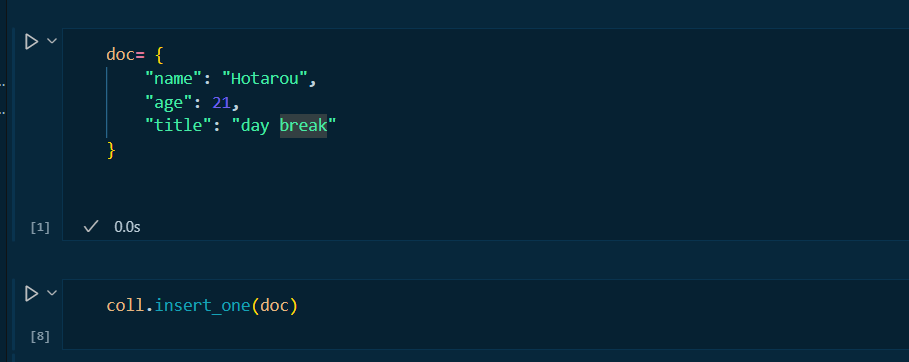 doc= {
"name": "Hotarou",
"age": 21,
"title": "day break"
}
[1]
0.0s
coll.insert_one(doc)
[8]